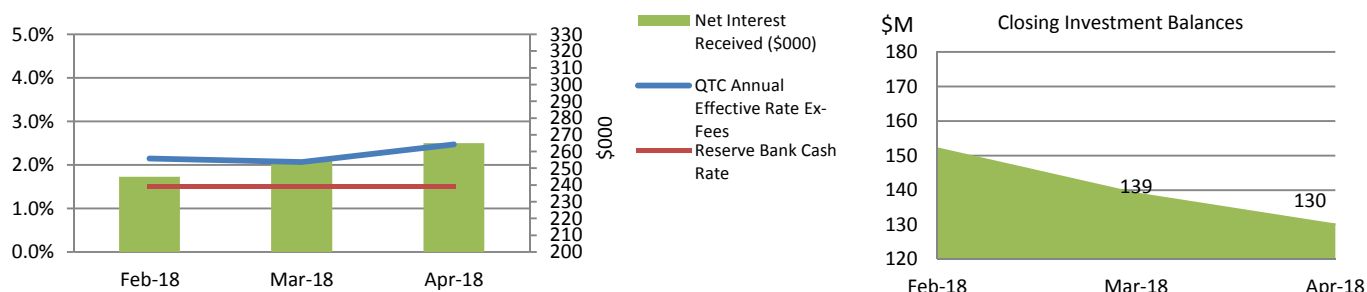 5.0%
4.0%
3.0%
2.0%
1.0%
0.0%
330
320
310
300
290
280
270
260
250
240
230
220
210
200
$000
Feb-18
Mar-18
Apr-18
Net Interest
Received ($000)
QTC Annual
Effective Rate Ex-
Fees
Reserve Bank Cash
Rate
$M
Closing Investment Balances
180
170
160
150
140
130
120
139
130
Feb-18
Mar-18
Apr-18